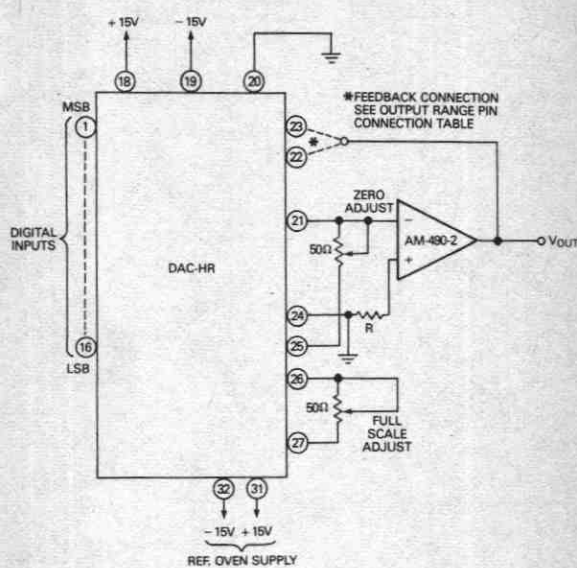 + 15V
− 15V
18
19
20
*FEEDBACK CONNECTION
SEE OUTPUT RANGE PIN
CONNECTION TABLE
MSB
1
23
*
22
ZERO
ADJUST
21
−
50Ω
AM-490-2
VOUT
DIGITAL
INPUTS
DAC-HR
+
24
R
25
16
LSB
26
50Ω
FULL
SCALE
ADJUST
27
32
31
− 15V + 15V
REF. OVEN SUPPLY